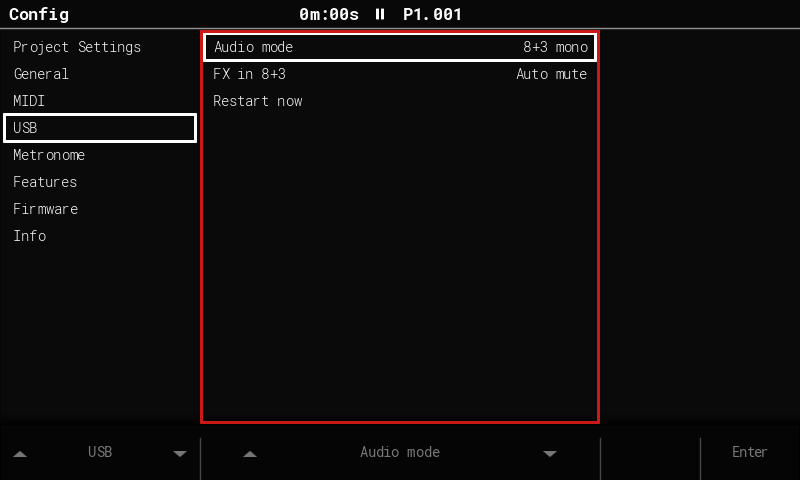 Config 0m:00s P1.001
Project Settings
General
MIDI
USB
Metronome
Features
Firmware
Info
Audio mode 8+3 mono
FX in 8+3 Auto mute
Restart now
USB Audio mode Enter